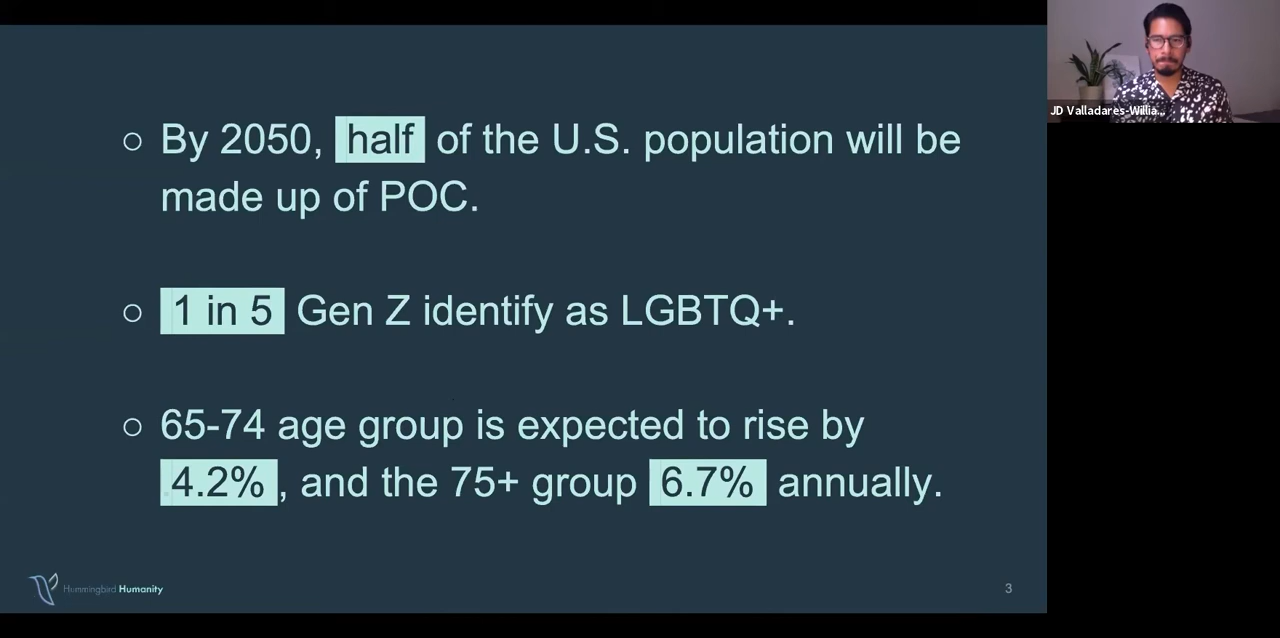 By 2050, half of the U.S. population will be
made up of POC.
1 in 5 Gen Z identify as LGBTQ+.
65-74 age group is expected to rise by
4.2%, and the 75+ group 6.7% annually.
Hummingbird Humanity
3
JD Valladares-Willia...